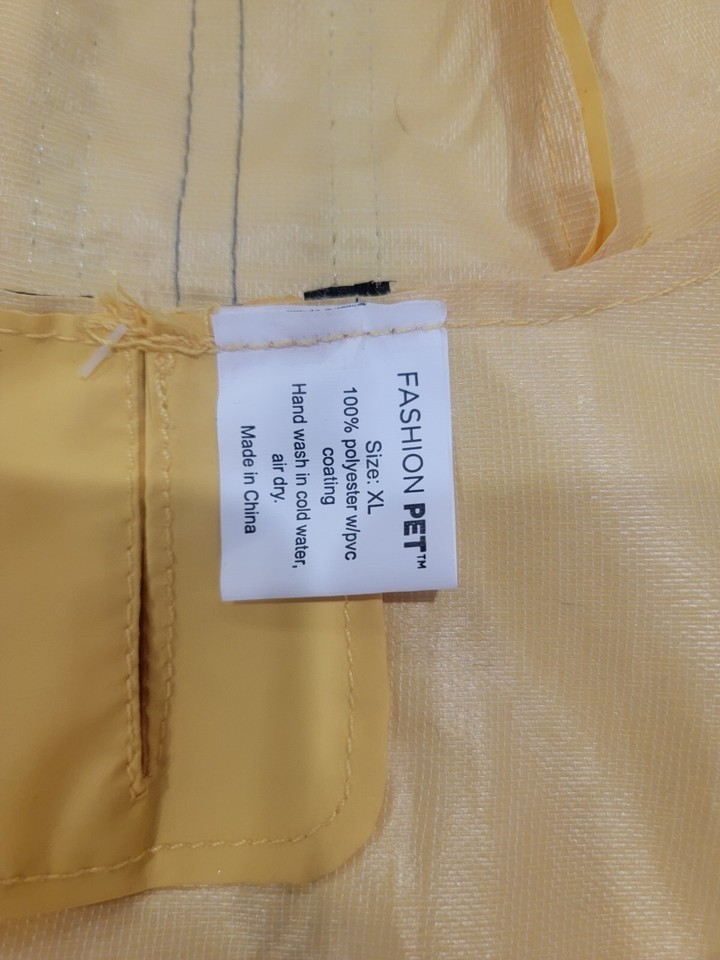 FASHION PET™
Size: XL
100% polyester w/pvc
coating
Hand wash in cold water,
air dry.
Made in China